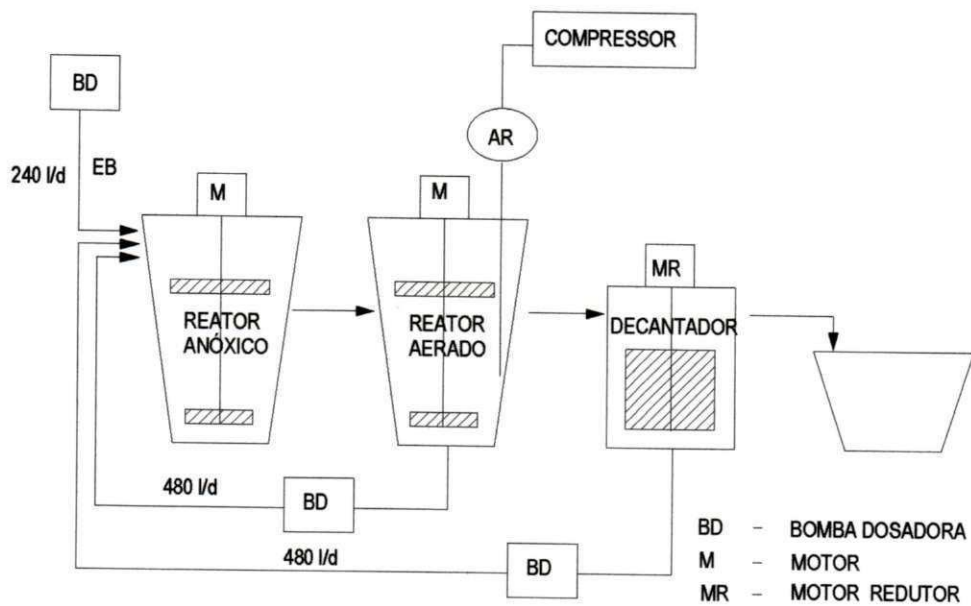 COMPRESSOR
BD
AR
240 l/d
EB
M
M
MR
REATOR
ANÓXICO
REATOR
AERADO
DECANTADOR
480 l/d
BD
480 l/d
BD
BD – BOMBA DOSADORA
M – MOTOR
MR – MOTOR REDUTOR